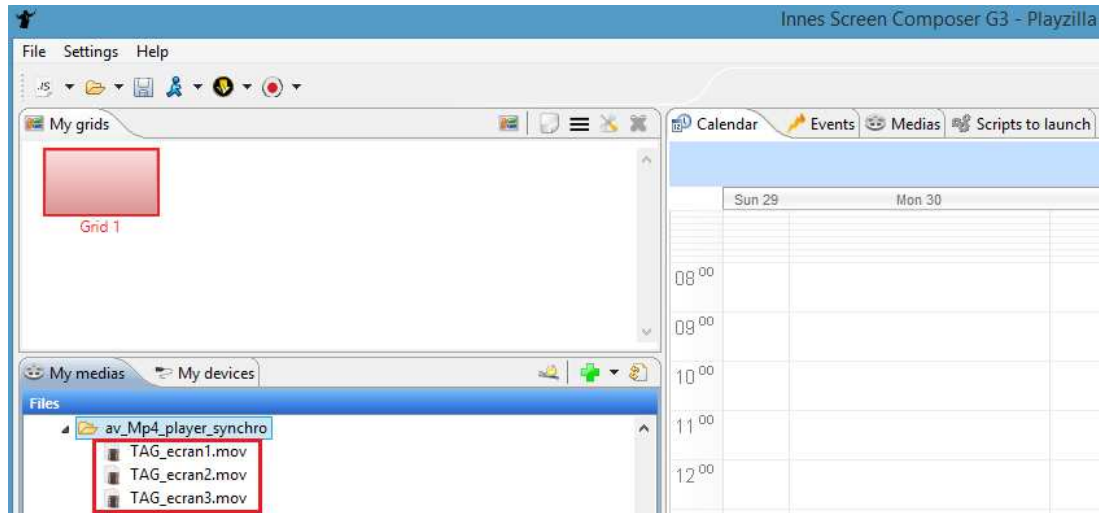 Innes Screen Composer G3 - Playzilla
File Settings Help
JS
My grids
Grid 1
My medias My devices
Files
av_Mp4_player_synchro
TAG_ecran1.mov
TAG_ecran2.mov
TAG_ecran3.mov
Calendar Events Medias Scripts to launch
Sun 29 Mon 30
08 00
09 00
10 00
11 00
12 00